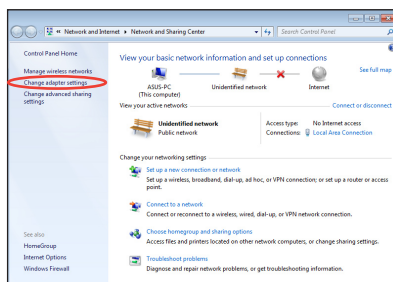 « Network and Internet ▸ Network and Sharing Center
Search Control Panel
Control Panel Home
Manage wireless networks
Change adapter settings
Change advanced sharing
settings
See also
HomeGroup
Internet Options
Windows Firewall
View your basic network information and set up connections
See full map
ASUS-PC
(This computer)
Unidentified network
Internet
View your active networks
Connect or disconnect
Unidentified network
Public network
Access type: No Internet access
Connections: Local Area Connection
Change your networking settings
Set up a new connection or network
Set up a wireless, broadband, dial-up, ad hoc, or VPN connection; or set up a router or access
point.
Connect to a network
Connect or reconnect to a wireless, wired, dial-up, or VPN network connection.
Choose homegroup and sharing options
Access files and printers located on other network computers, or change sharing settings.
Troubleshoot problems
Diagnose and repair network problems, or get troubleshooting information.